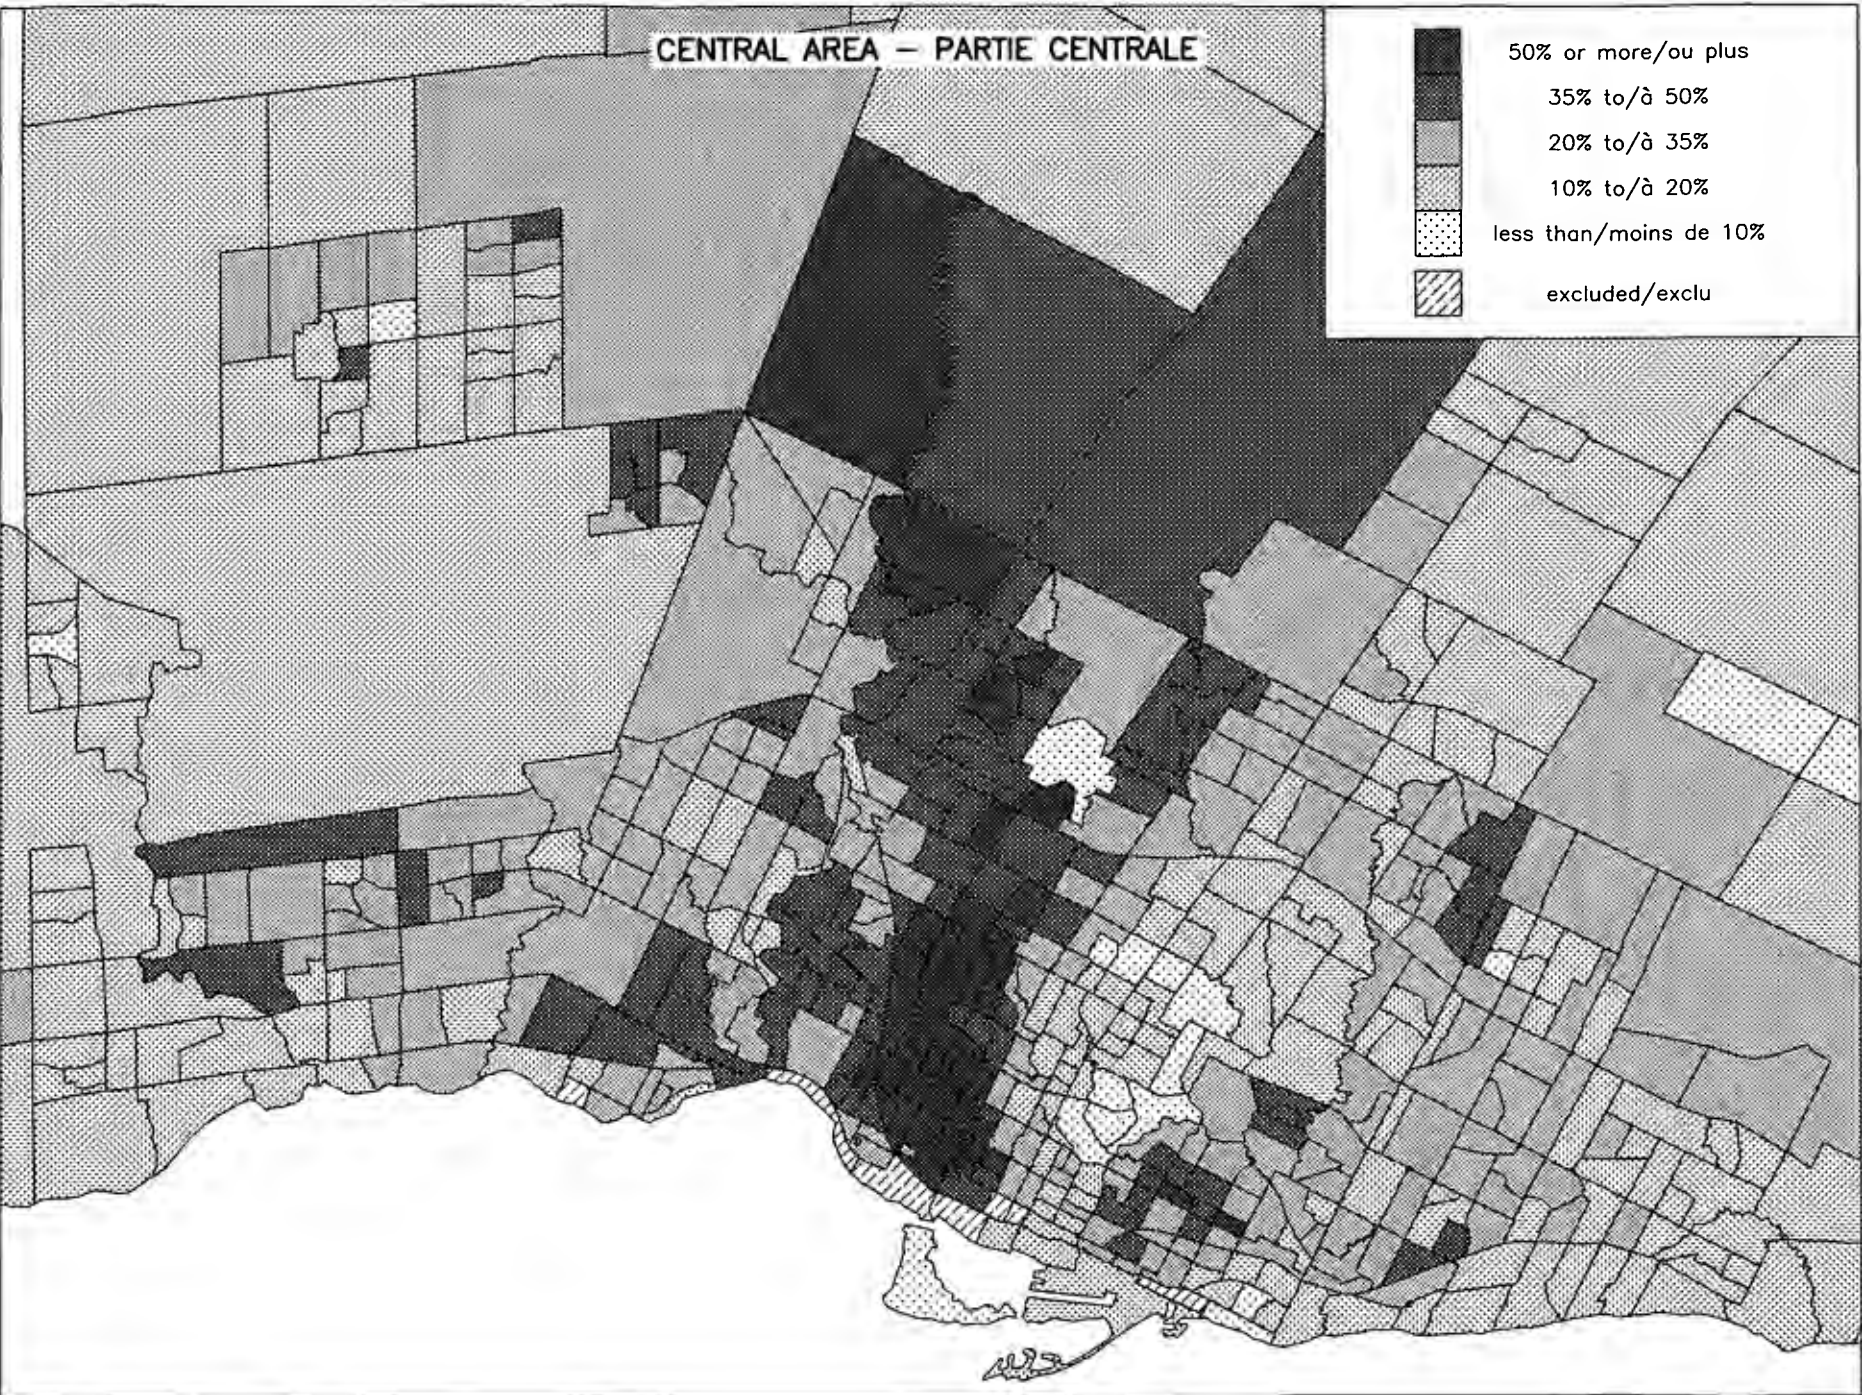 CENTRAL AREA – PARTIE CENTRALE
50% or more/ou plus
35% to/à 50%
20% to/à 35%
10% to/à 20%
less than/moins de 10%
excluded/exclu